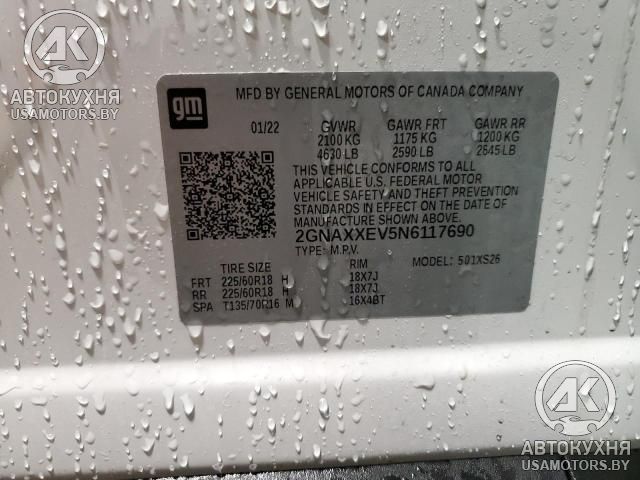 AK
АВТОКУХНЯ
USAMOTORS.BY
gm
MFD BY GENERAL MOTORS OF CANADA COMPANY
01/22 GVWR GAWR FRT GAWR RR
2100 KG 1175 KG 1200 KG
4630 LB 2590 LB 2645 LB
THIS VEHICLE CONFORMS TO ALL
APPLICABLE U.S. FEDERAL MOTOR
VEHICLE SAFETY AND THEFT PREVENTION
STANDARDS IN EFFECT ON THE DATE OF
MANUFACTURE SHOWN ABOVE.
2GNAXXEV5N6117690
TYPE: M.P.V. MODEL: 501XS26
TIRE SIZE RIM
FRT 225/60R18 H 18X7J
RR 225/60R18 H 18X7J
SPA T135/70R16 M 16X4BT
AK
АВТОКУХНЯ
USAMOTORS.BY